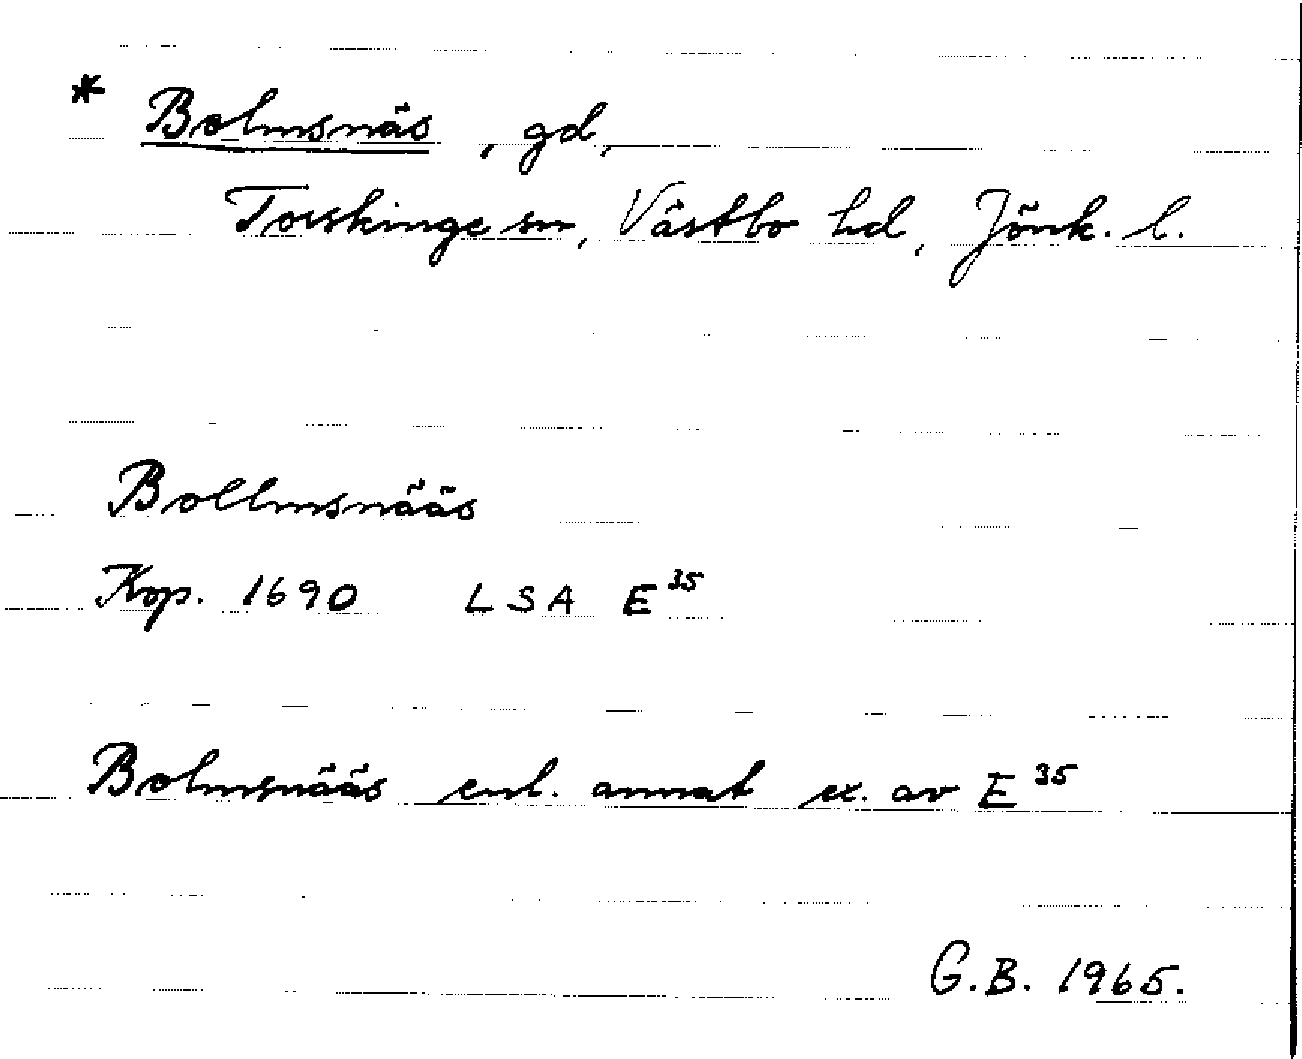 * Bolmsnäs, gd,
Torskinge sn, Västbo hd, Jönk. l.
Bollmsnääs
Kop. 1690 LSA E³⁵
Bolmsnääs enl. annat ex. av E³⁵
G.B. 1965.